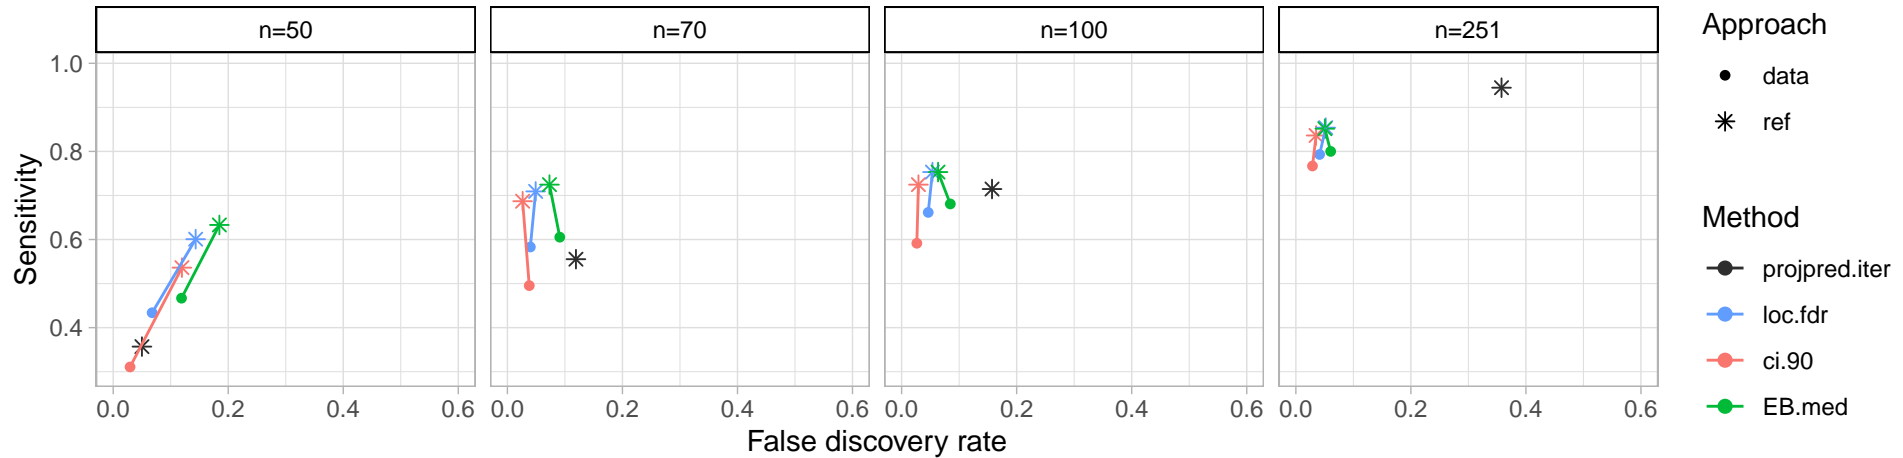 n=50 n=70 n=100 n=251
1.0
0.8
0.6
0.4
Sensitivity
0.0 0.2 0.4 0.6 0.0 0.2 0.4 0.6 0.0 0.2 0.4 0.6 0.0 0.2 0.4 0.6
False discovery rate
Approach
data
ref
Method
projpred.iter
loc.fdr
ci.90
EB.med